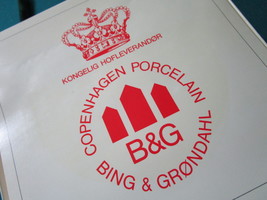 KONGELIG HOFLEVERANDØR
COPENHAGEN PORCELAIN
B&G
BING & GRØNDAHL